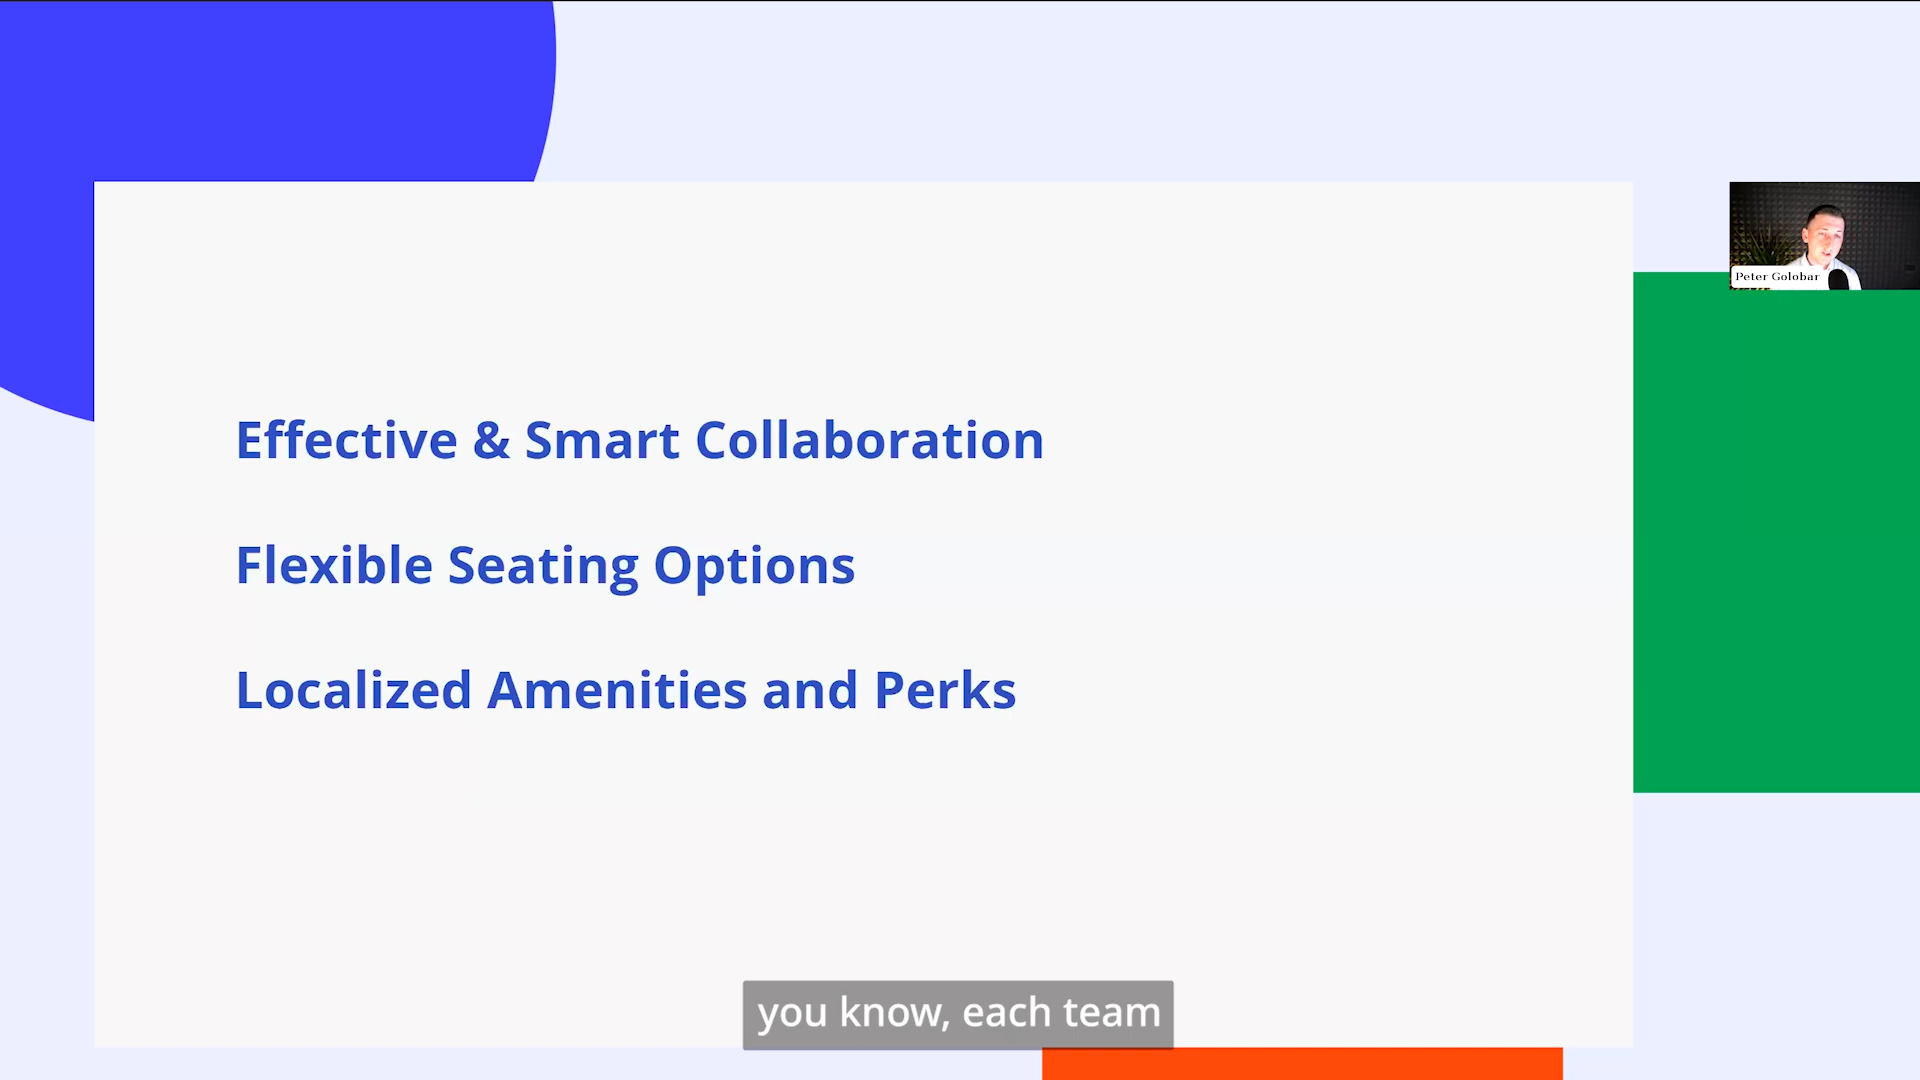 Effective & Smart Collaboration
Flexible Seating Options
Localized Amenities and Perks
Peter Golobar
you know, each team